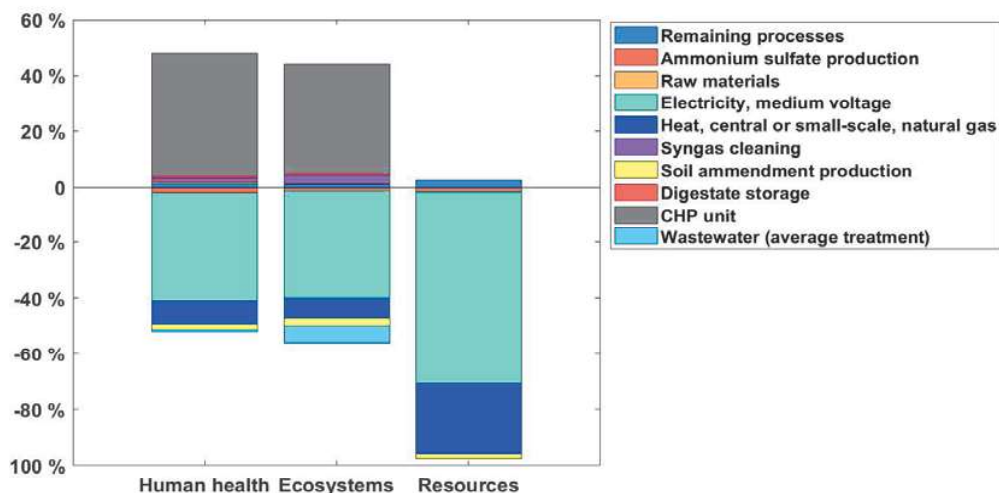 60 %
40 %
20 %
0
-20 %
-40 %
-60 %
-80 %
100 %
Human health Ecosystems Resources
Remaining processes
Ammonium sulfate production
Raw materials
Electricity, medium voltage
Heat, central or small-scale, natural gas
Syngas cleaning
Soil ammendment production
Digestate storage
CHP unit
Wastewater (average treatment)